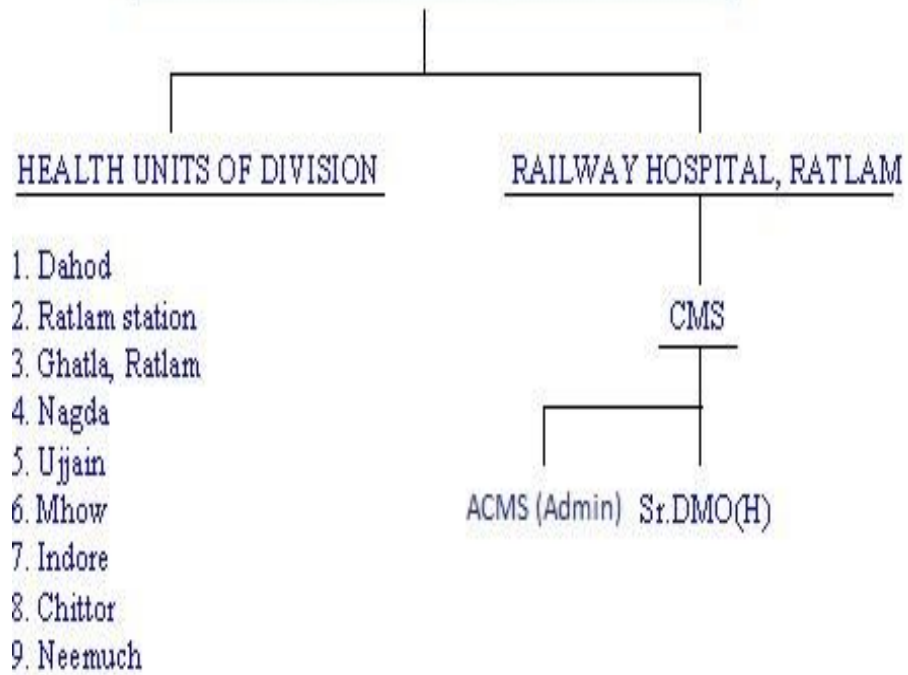 HEALTH UNITS OF DIVISION
1. Dahod
2. Ratlam station
3. Ghatla, Ratlam
4. Nagda
5. Ujjain
6. Mhow
7. Indore
8. Chittor
9. Neemuch
RAILWAY HOSPITAL, RATLAM
CMS
ACMS (Admin) Sr.DMO(H)